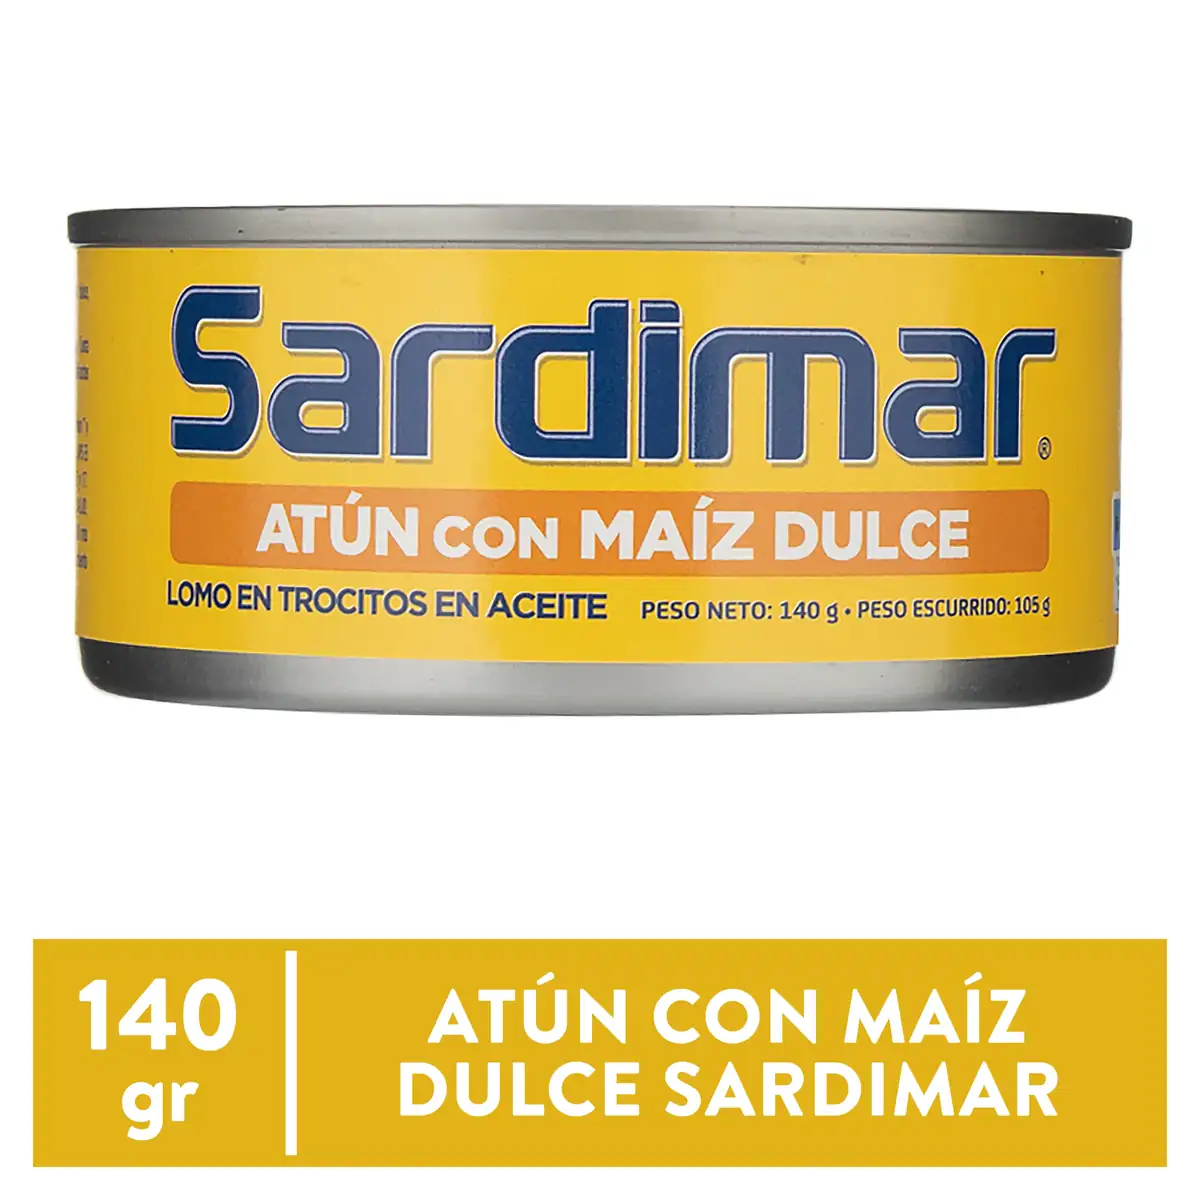 Sardimar®
ATÚN CON MAÍZ DULCE
LOMO EN TROCITOS EN ACEITE
PESO NETO: 140 g • PESO ESCURRIDO: 105 g
140
gr
ATÚN CON MAÍZ
DULCE SARDIMAR